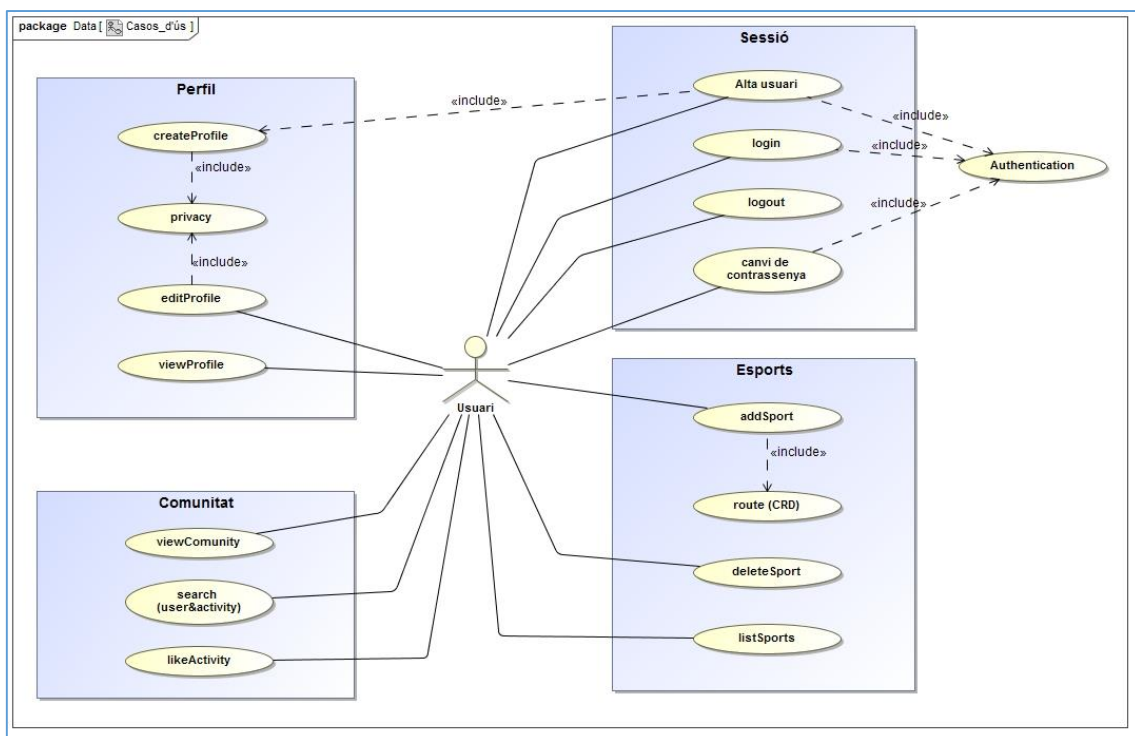 package Data [ Casos_d'ús ]
Perfil
createProfile
«include»
privacy
«include»
editProfile
viewProfile
Sessió
Alta usuari
«include»
«include»
login
«include»
logout
«include»
canvi de
contrassenya
Authentication
Usuari
Comunitat
viewComunity
search
(user&activity)
likeActivity
Esports
addSport
«include»
route (CRD)
deleteSport
listSports